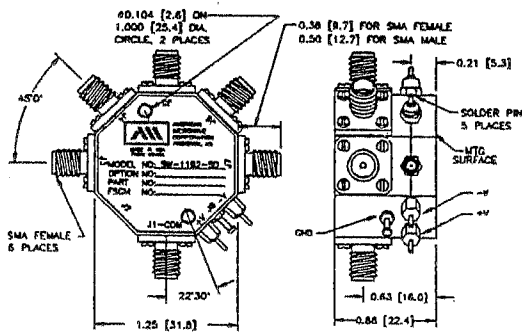 Ø0.104 [2.6] ON
1.000 [25.4] DIA.
CIRCLE, 2 PLACES
0.38 [9.7] FOR SMA FEMALE
0.50 [12.7] FOR SMA MALE
0.21 [5.3]
45°0'
SOLDER PIN
5 PLACES
MTG
SURFACE
AMERICAN
MICROWAVE
CORPORATION
MODEL NO:
OPTION NO:
PART NO:
FSCM NO:
J1-COM
SMA FEMALE
6 PLACES
GND
-V
+V
22°30'
1.25 [31.8]
0.63 [16.0]
0.88 [22.4]